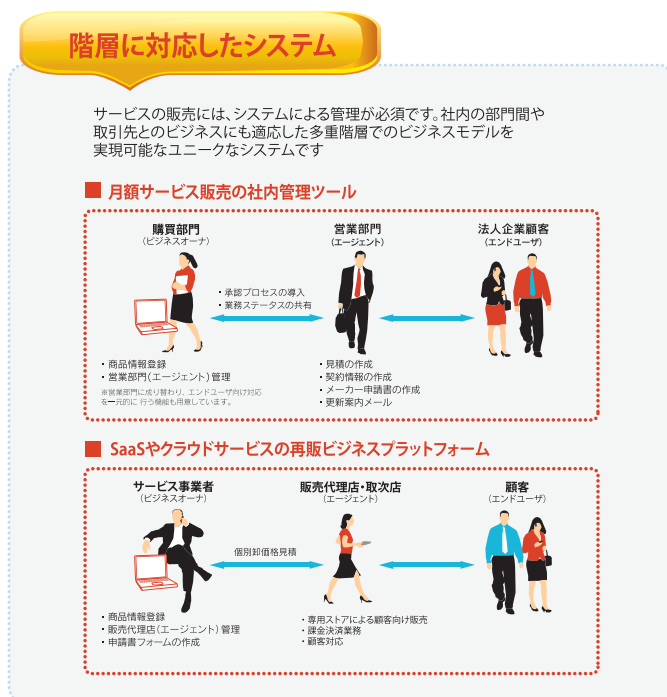 階層に対応したシステム
サービスの販売には、システムによる管理が必須です。社内の部門間や
取引先とのビジネスにも適応した多重階層でのビジネスモデルを
実現可能なユニークなシステムです
■ 月額サービス販売の社内管理ツール
購買部門
(ビジネスオーナ)
営業部門
(エージェント)
法人企業顧客
(エンドユーザ)
・承認プロセスの導入
・業務ステータスの共有
・商品情報登録
・営業部門(エージェント)管理
※営業部門に成り替わり、エンドユーザ向け対応
を一元的に 行う機能も用意しています。
・見積の作成
・契約情報の作成
・メーカー申請書の作成
・更新案内メール
■ SaaSやクラウドサービスの再販ビジネスプラットフォーム
サービス事業者
(ビジネスオーナ)
販売代理店・取次店
(エージェント)
顧客
(エンドユーザ)
個別卸価格見積
・商品情報登録
・販売代理店(エージェント)管理
・申請書フォームの作成
・専用ストアによる顧客向け販売
・課金決済業務
・顧客対応